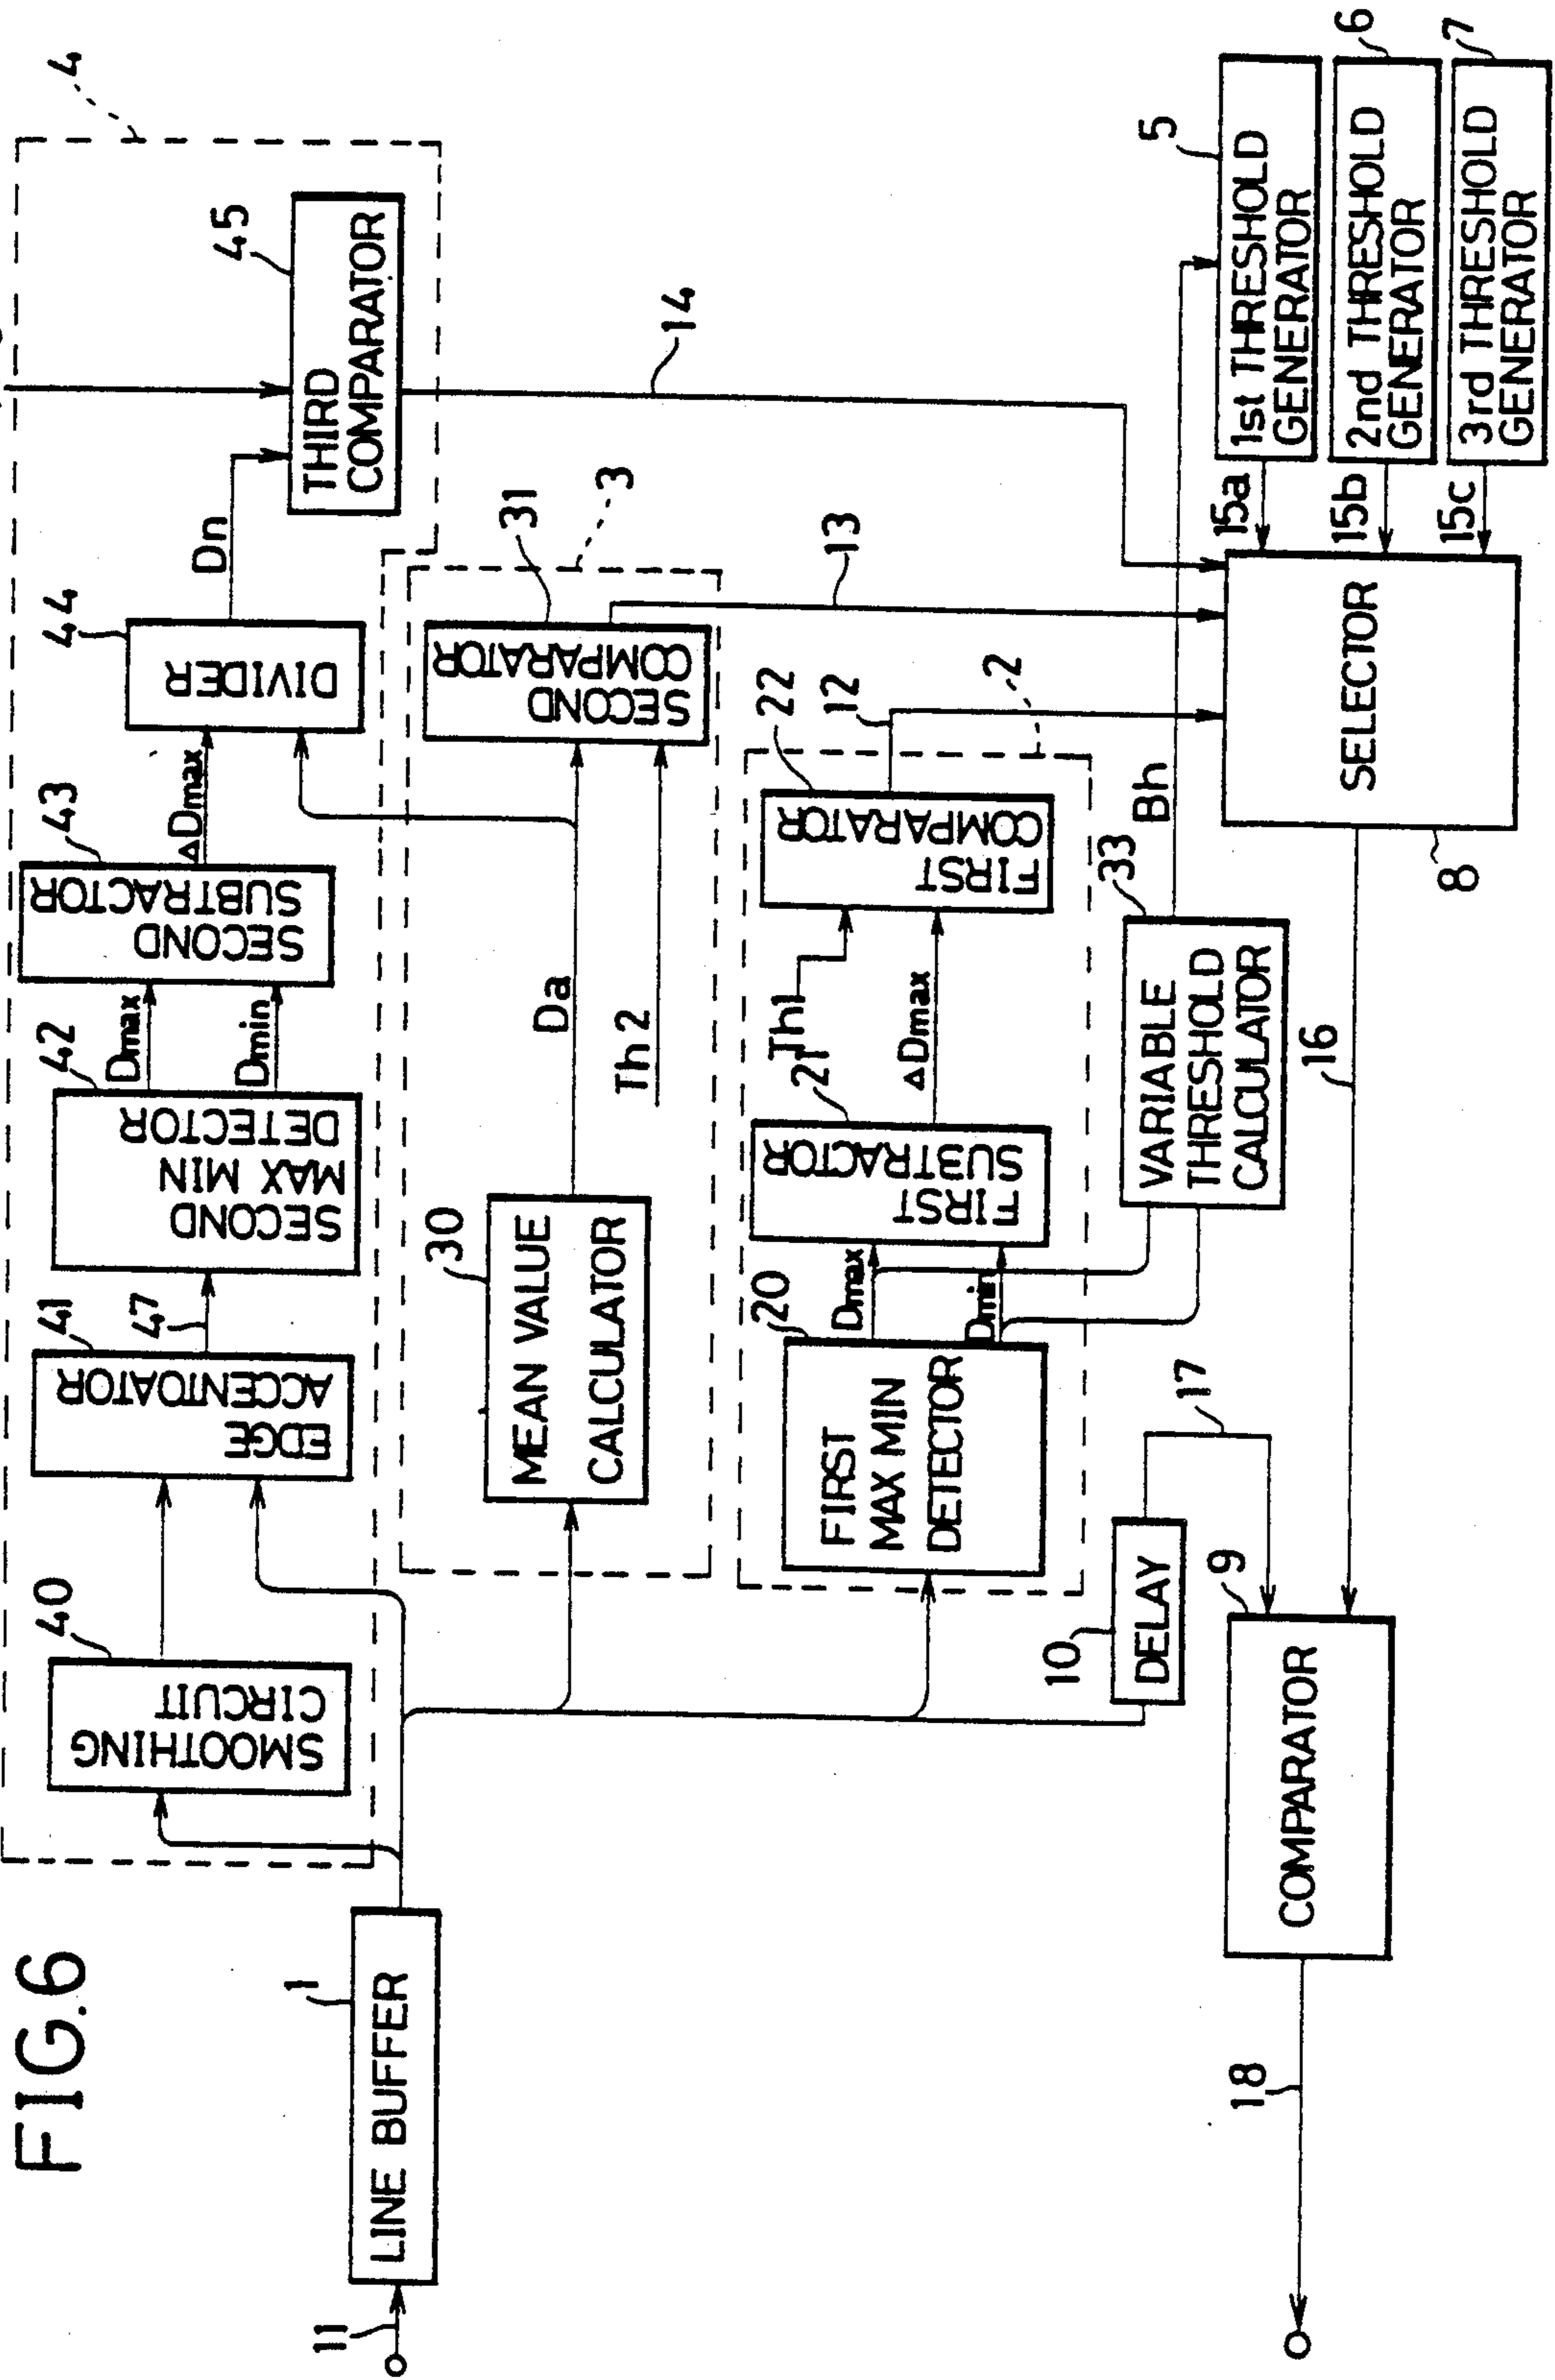 FIG.6
11
1
LINE BUFFER
4
40
SMOOTHING
CIRCUIT
41
EDGE
ACCENTOATOR
47
42
SECOND
MAX MIN
DETECTOR
Dmax
Dmin
43
SECOND
SUBTRACTOR
ΔDmax
44
DIVIDER
Dn
45
THIRD
COMPARATOR
14
3
30
MEAN VALUE
CALCULATOR
Da
Th 2
31
SECOND
COMPARATOR
13
2
20
FIRST
MAX MIN
DETECTOR
Dmax
Dmin
21
FIRST
SUBTRACTOR
Th1
ΔDmax
22
FIRST
COMPARATOR
12
33
VARIABLE
THRESHOLD
CALCULATOR
Bh
5
1st THRESHOLD
GENERATOR
15a
6
2nd THRESHOLD
GENERATOR
15b
7
3rd THRESHOLD
GENERATOR
15c
SELECTOR
8
16
10
DELAY
17
9
COMPARATOR
18